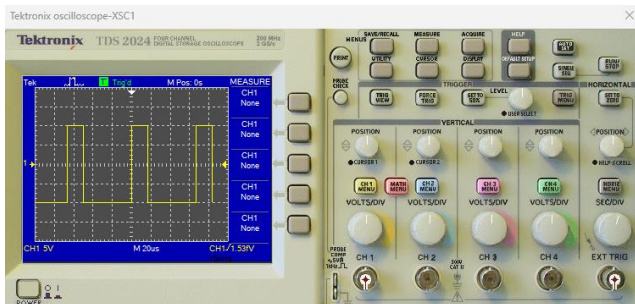 Tektronix oscilloscope-XSC1
Tektronix TDS 2024 FOUR CHANNEL DIGITAL STORAGE OSCILLOSCOPE 200 MHz 2 GS/s
MENUS SAVE/RECALL MEASURE ACQUIRE HELP AUTO SET
PRINT UTILITY CURSOR DISPLAY DEFAULT SETUP SINGLE SEQ RUN/ STOP
Tek T Trig'd M Pos: 0s MEASURE
CH1
None
CH1
None
CH1
None
CH1
None
CH1
None
1
CH1 5V M 20us CH1/1.53fV
PROBE CHECK
TRIGGER
TRIG VIEW FORCE TRIG SET TO 50% LEVEL USER SELECT TRIG MENU
HORIZONTAL
SET TO ZERO
VERTICAL
POSITION POSITION POSITION POSITION POSITION
CURSOR 1 CURSOR 2 HELP SCROLL
CH 1 MENU MATH MENU CH 2 MENU CH 3 MENU CH 4 MENU HORIZ MENU
VOLTS/DIV VOLTS/DIV VOLTS/DIV VOLTS/DIV SEC/DIV
PROBE COMP
CH 1 CH 2 300V CAT II CH 3 CH 4 EXT TRIG
POWER